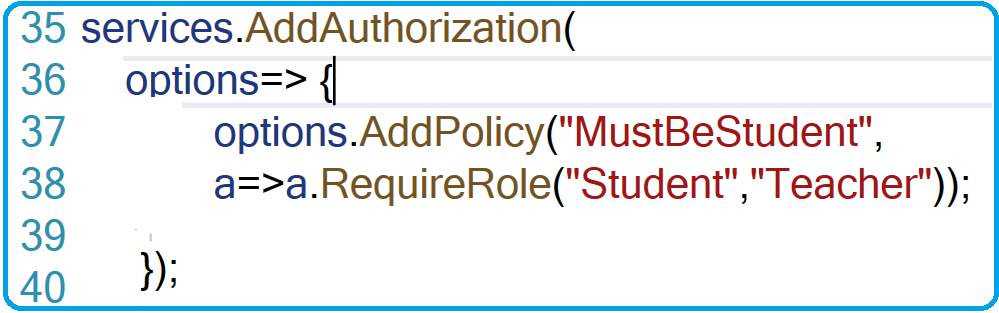 35 services.AddAuthorization(
36 options=> {
37 options.AddPolicy("MustBeStudent",
38 a=>a.RequireRole("Student","Teacher"));
39
});
40